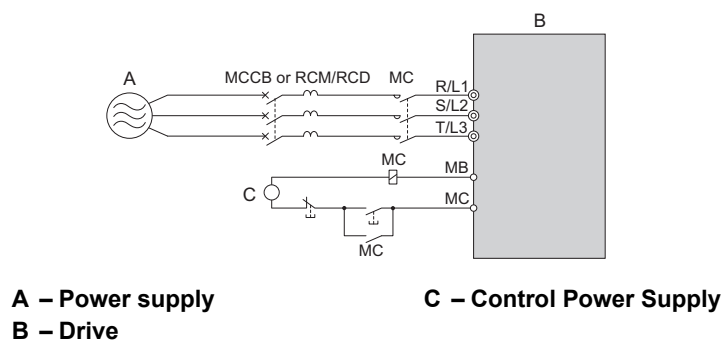 B
A
MCCB or RCM/RCD MC
R/L1
S/L2
T/L3
MC
MB
C
MC
MC
A – Power supply
C – Control Power Supply
B – Drive